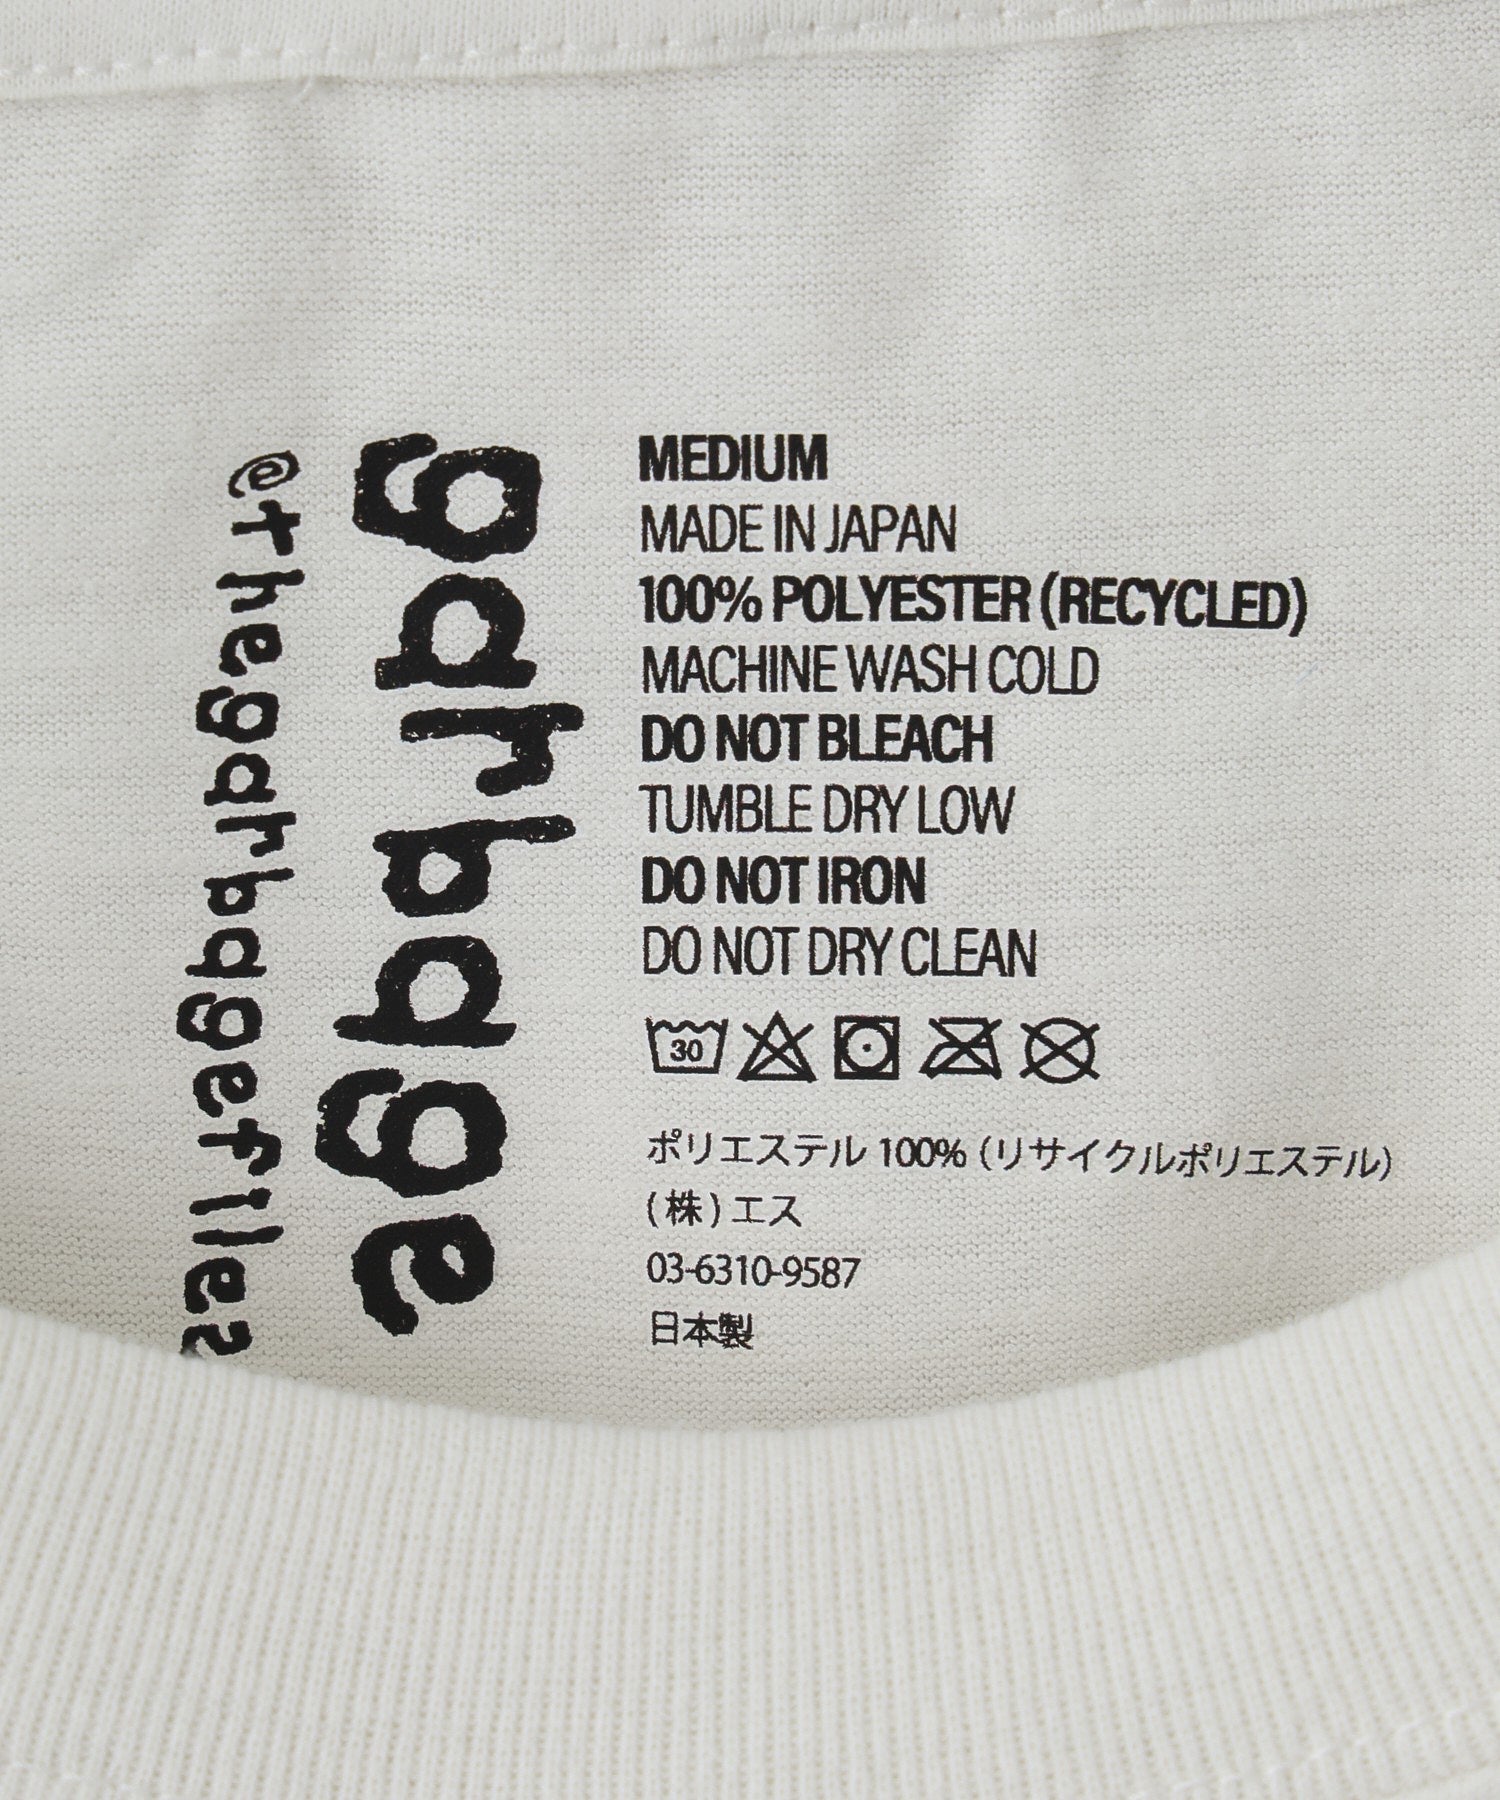 @thegarbagefiles
garbage
MEDIUM
MADE IN JAPAN
100% POLYESTER (RECYCLED)
MACHINE WASH COLD
DO NOT BLEACH
TUMBLE DRY LOW
DO NOT IRON
DO NOT DRY CLEAN
30
ポリエステル 100% (リサイクルポリエステル)
(株)エス
03-6310-9587
日本製